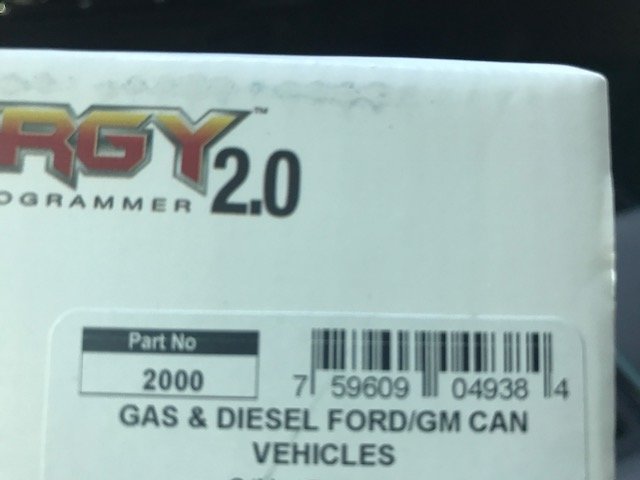 RGY™ 2.0
OGRAMMER
Part No
2000
7 59609 04938 4
GAS & DIESEL FORD/GM CAN
VEHICLES